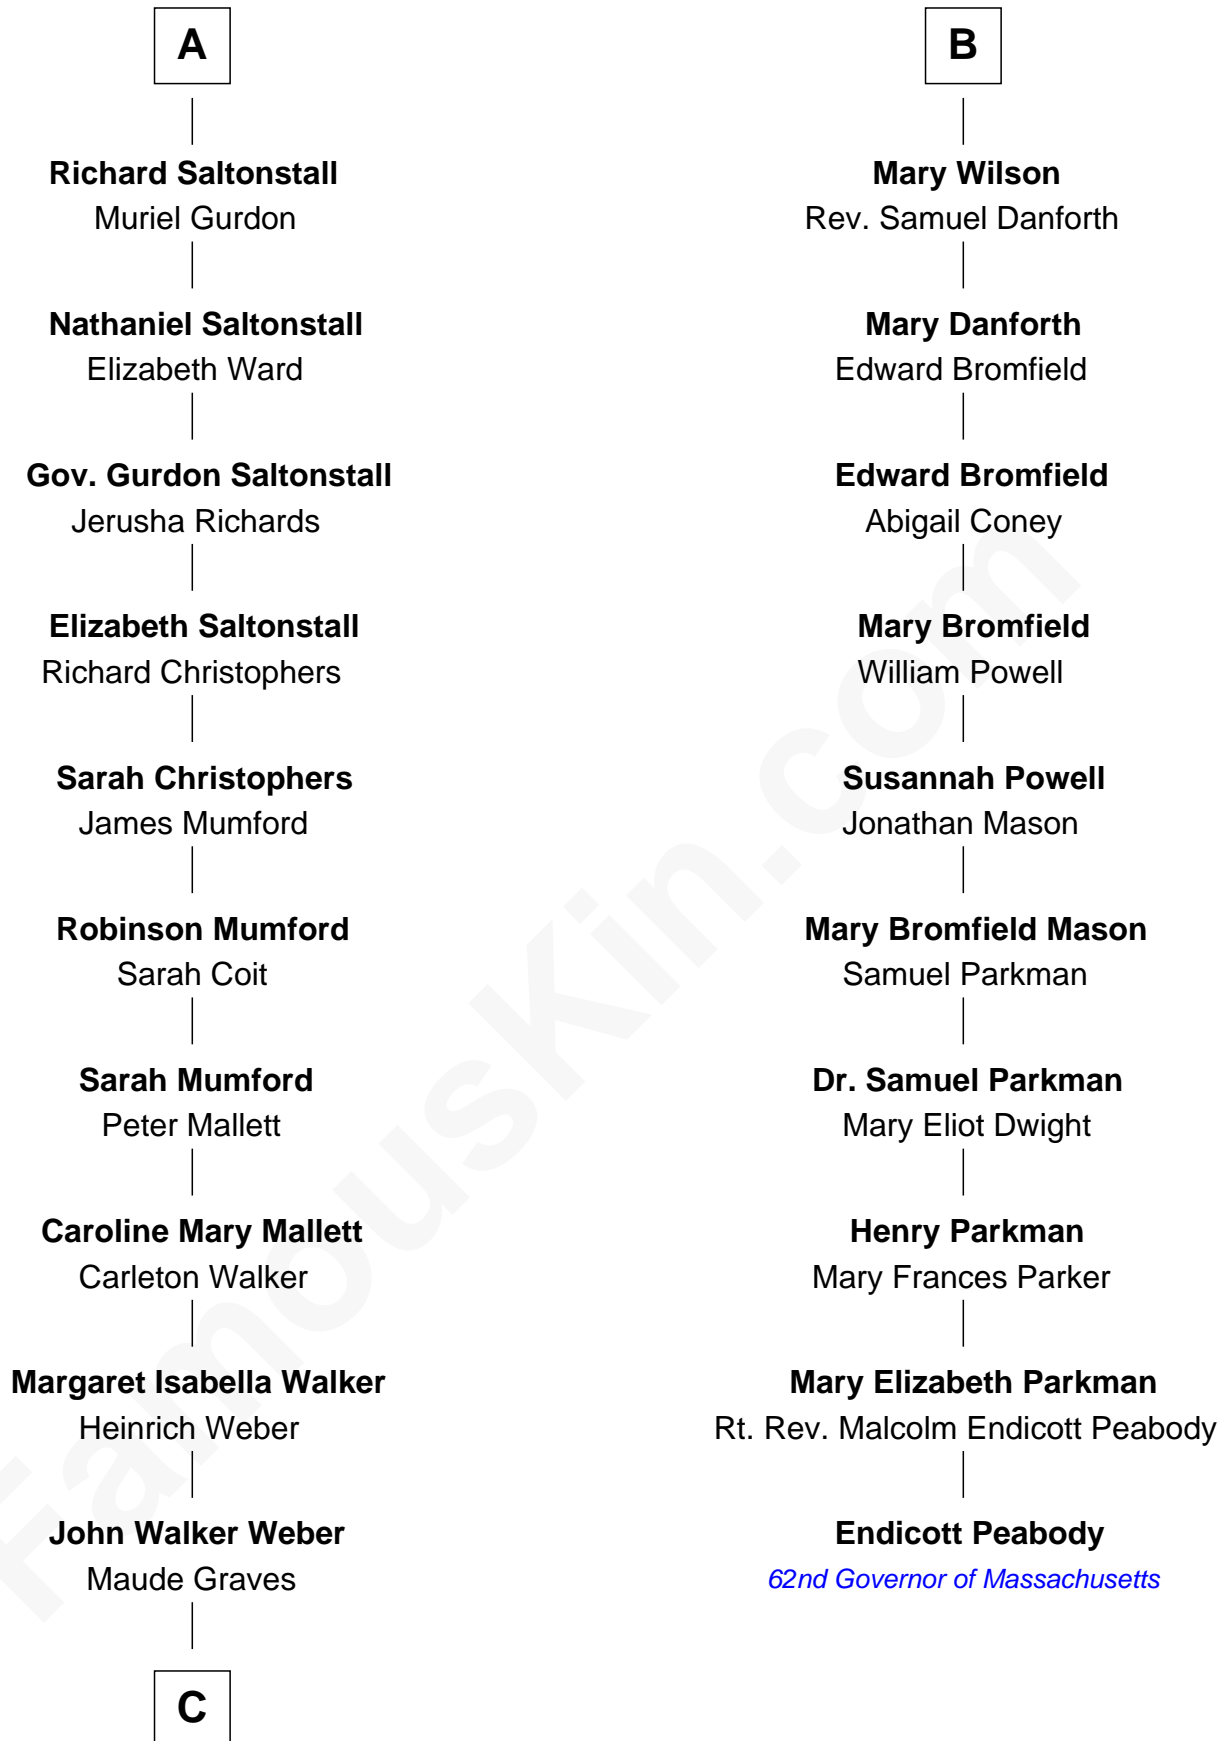 A
Richard Saltonstall
Muriel Gurdon
Nathaniel Saltonstall
Elizabeth Ward
Gov. Gurdon Saltonstall
Jerusha Richards
Elizabeth Saltonstall
Richard Christophers
Sarah Christophers
James Mumford
Robinson Mumford
Sarah Coit
Sarah Mumford
Peter Mallett
Caroline Mary Mallett
Carleton Walker
Margaret Isabella Walker
Heinrich Weber
John Walker Weber
Maude Graves
C
B
Mary Wilson
Rev. Samuel Danforth
Mary Danforth
Edward Bromfield
Edward Bromfield
Abigail Coney
Mary Bromfield
William Powell
Susannah Powell
Jonathan Mason
Mary Bromfield Mason
Samuel Parkman
Dr. Samuel Parkman
Mary Eliot Dwight
Henry Parkman
Mary Frances Parker
Mary Elizabeth Parkman
Rt. Rev. Malcolm Endicott Peabody
Endicott Peabody
62nd Governor of Massachusetts
FamousKin.com